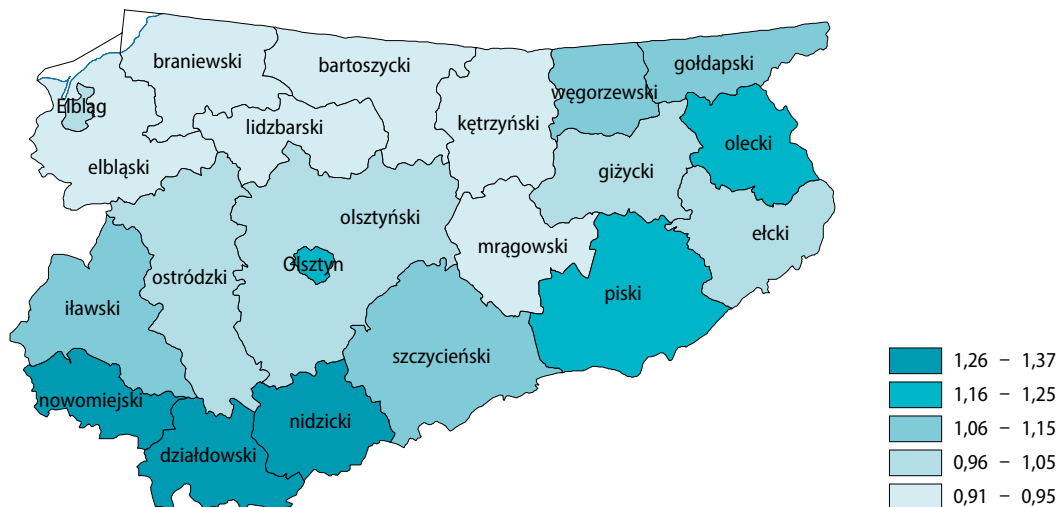 braniewski
bartoszycki
gołdapski
węgorzewski
Elbląg
lidzbarski
kętrzyński
olecki
elbląski
giżycki
olsztyński
ełcki
mrągowski
Olsztyn
ostródzki
piski
iławski
szczycieński
nowomiejski
nidzicki
działdowski
1,26 – 1,37
1,16 – 1,25
1,06 – 1,15
0,96 – 1,05
0,91 – 0,95